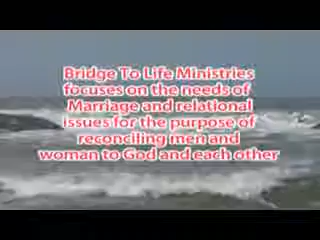 Bridge To Life Ministries
focuses on the needs of
Marriage and relational
issues for the purpose of
reconciling men and
woman to God and each other